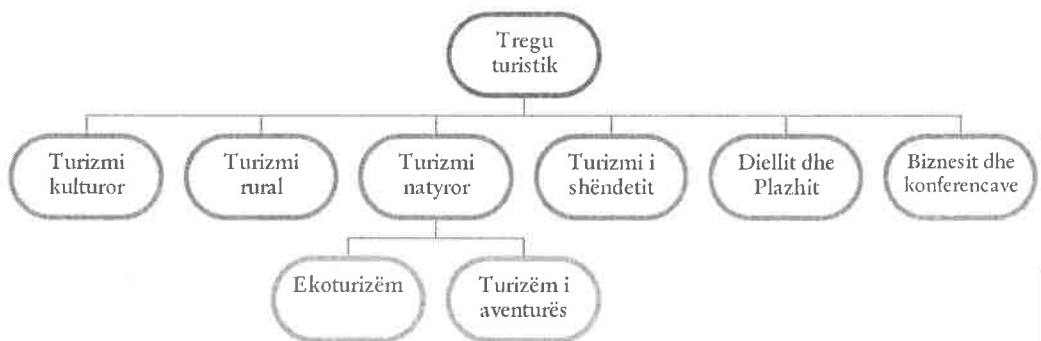 Tregu
turistik
Turizmi
kulturor
Turizmi
rural
Turizmi
natyror
Turizmi i
shëndetit
Diellit dhe
Plazhit
Biznesit dhe
konferencave
Ekoturizëm
Turizëm i
aventurës